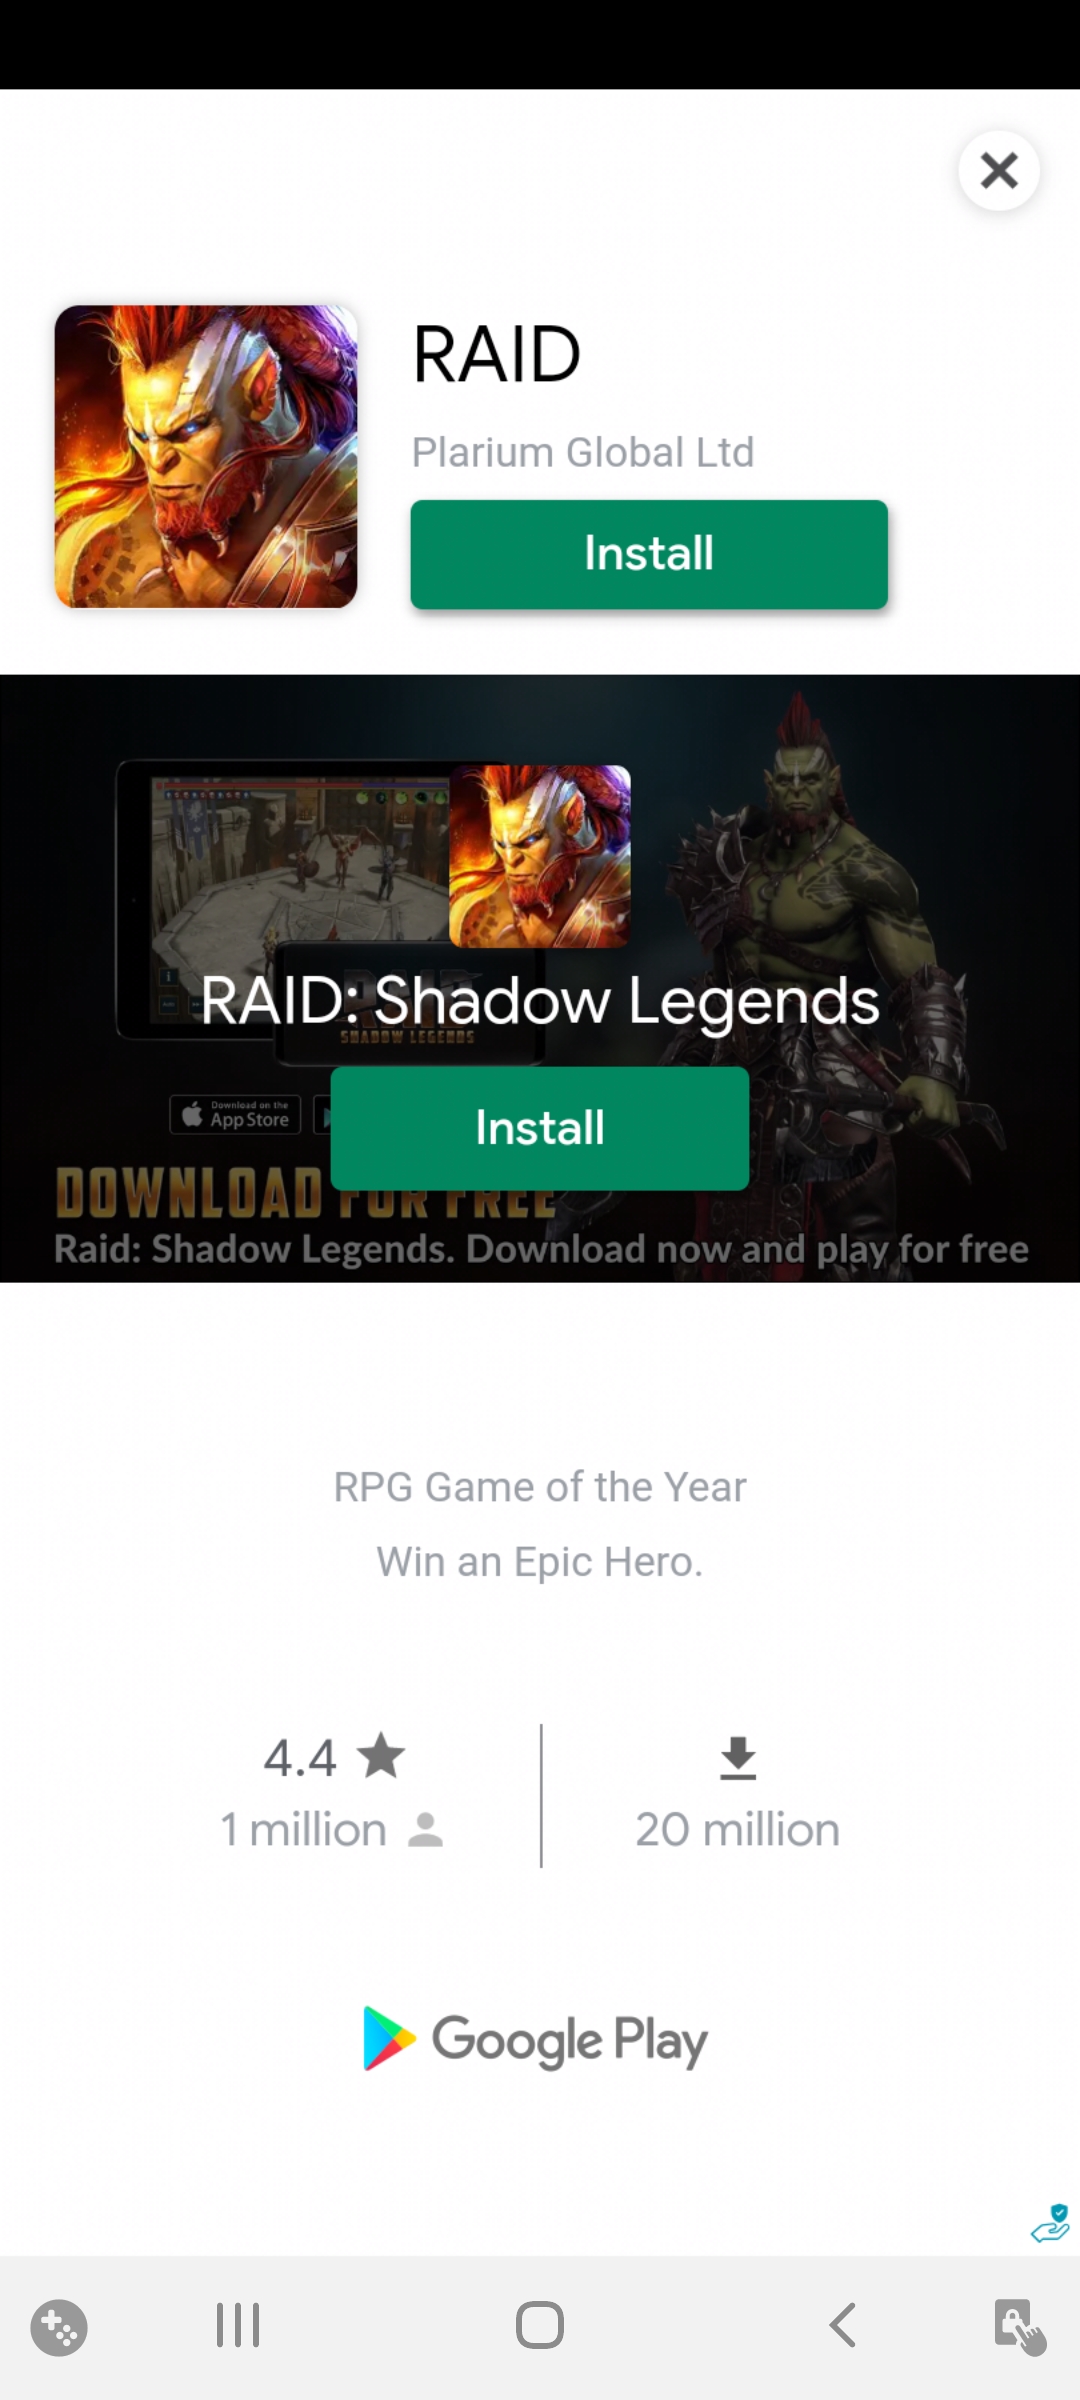 RAID
Plarium Global Ltd
Install
RAID: Shadow Legends
SHADOW LEGENDS
Download on the
App Store
Install
DOWNLOAD FOR FREE
Raid: Shadow Legends. Download now and play for free
RPG Game of the Year
Win an Epic Hero.
4.4
1 million
20 million
Google Play